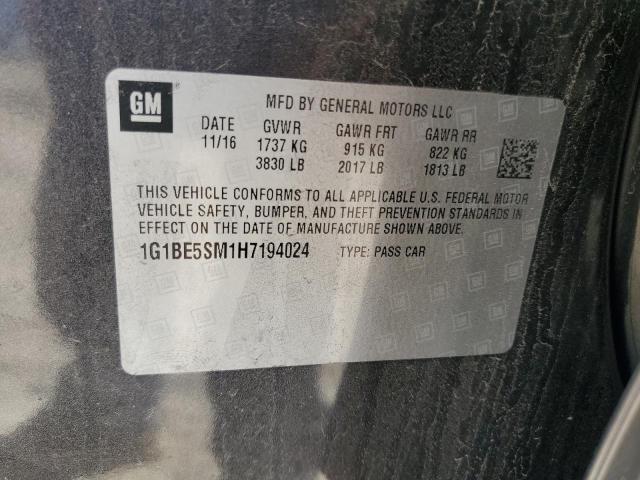 GM
MFD BY GENERAL MOTORS LLC
DATE GVWR GAWR FRT GAWR RR
11/16 1737 KG 915 KG 822 KG
3830 LB 2017 LB 1813 LB
THIS VEHICLE CONFORMS TO ALL APPLICABLE U.S. FEDERAL MOTOR
VEHICLE SAFETY, BUMPER, AND THEFT PREVENTION STANDARDS IN
EFFECT ON THE DATE OF MANUFACTURE SHOWN ABOVE.
1G1BE5SM1H7194024 TYPE: PASS CAR